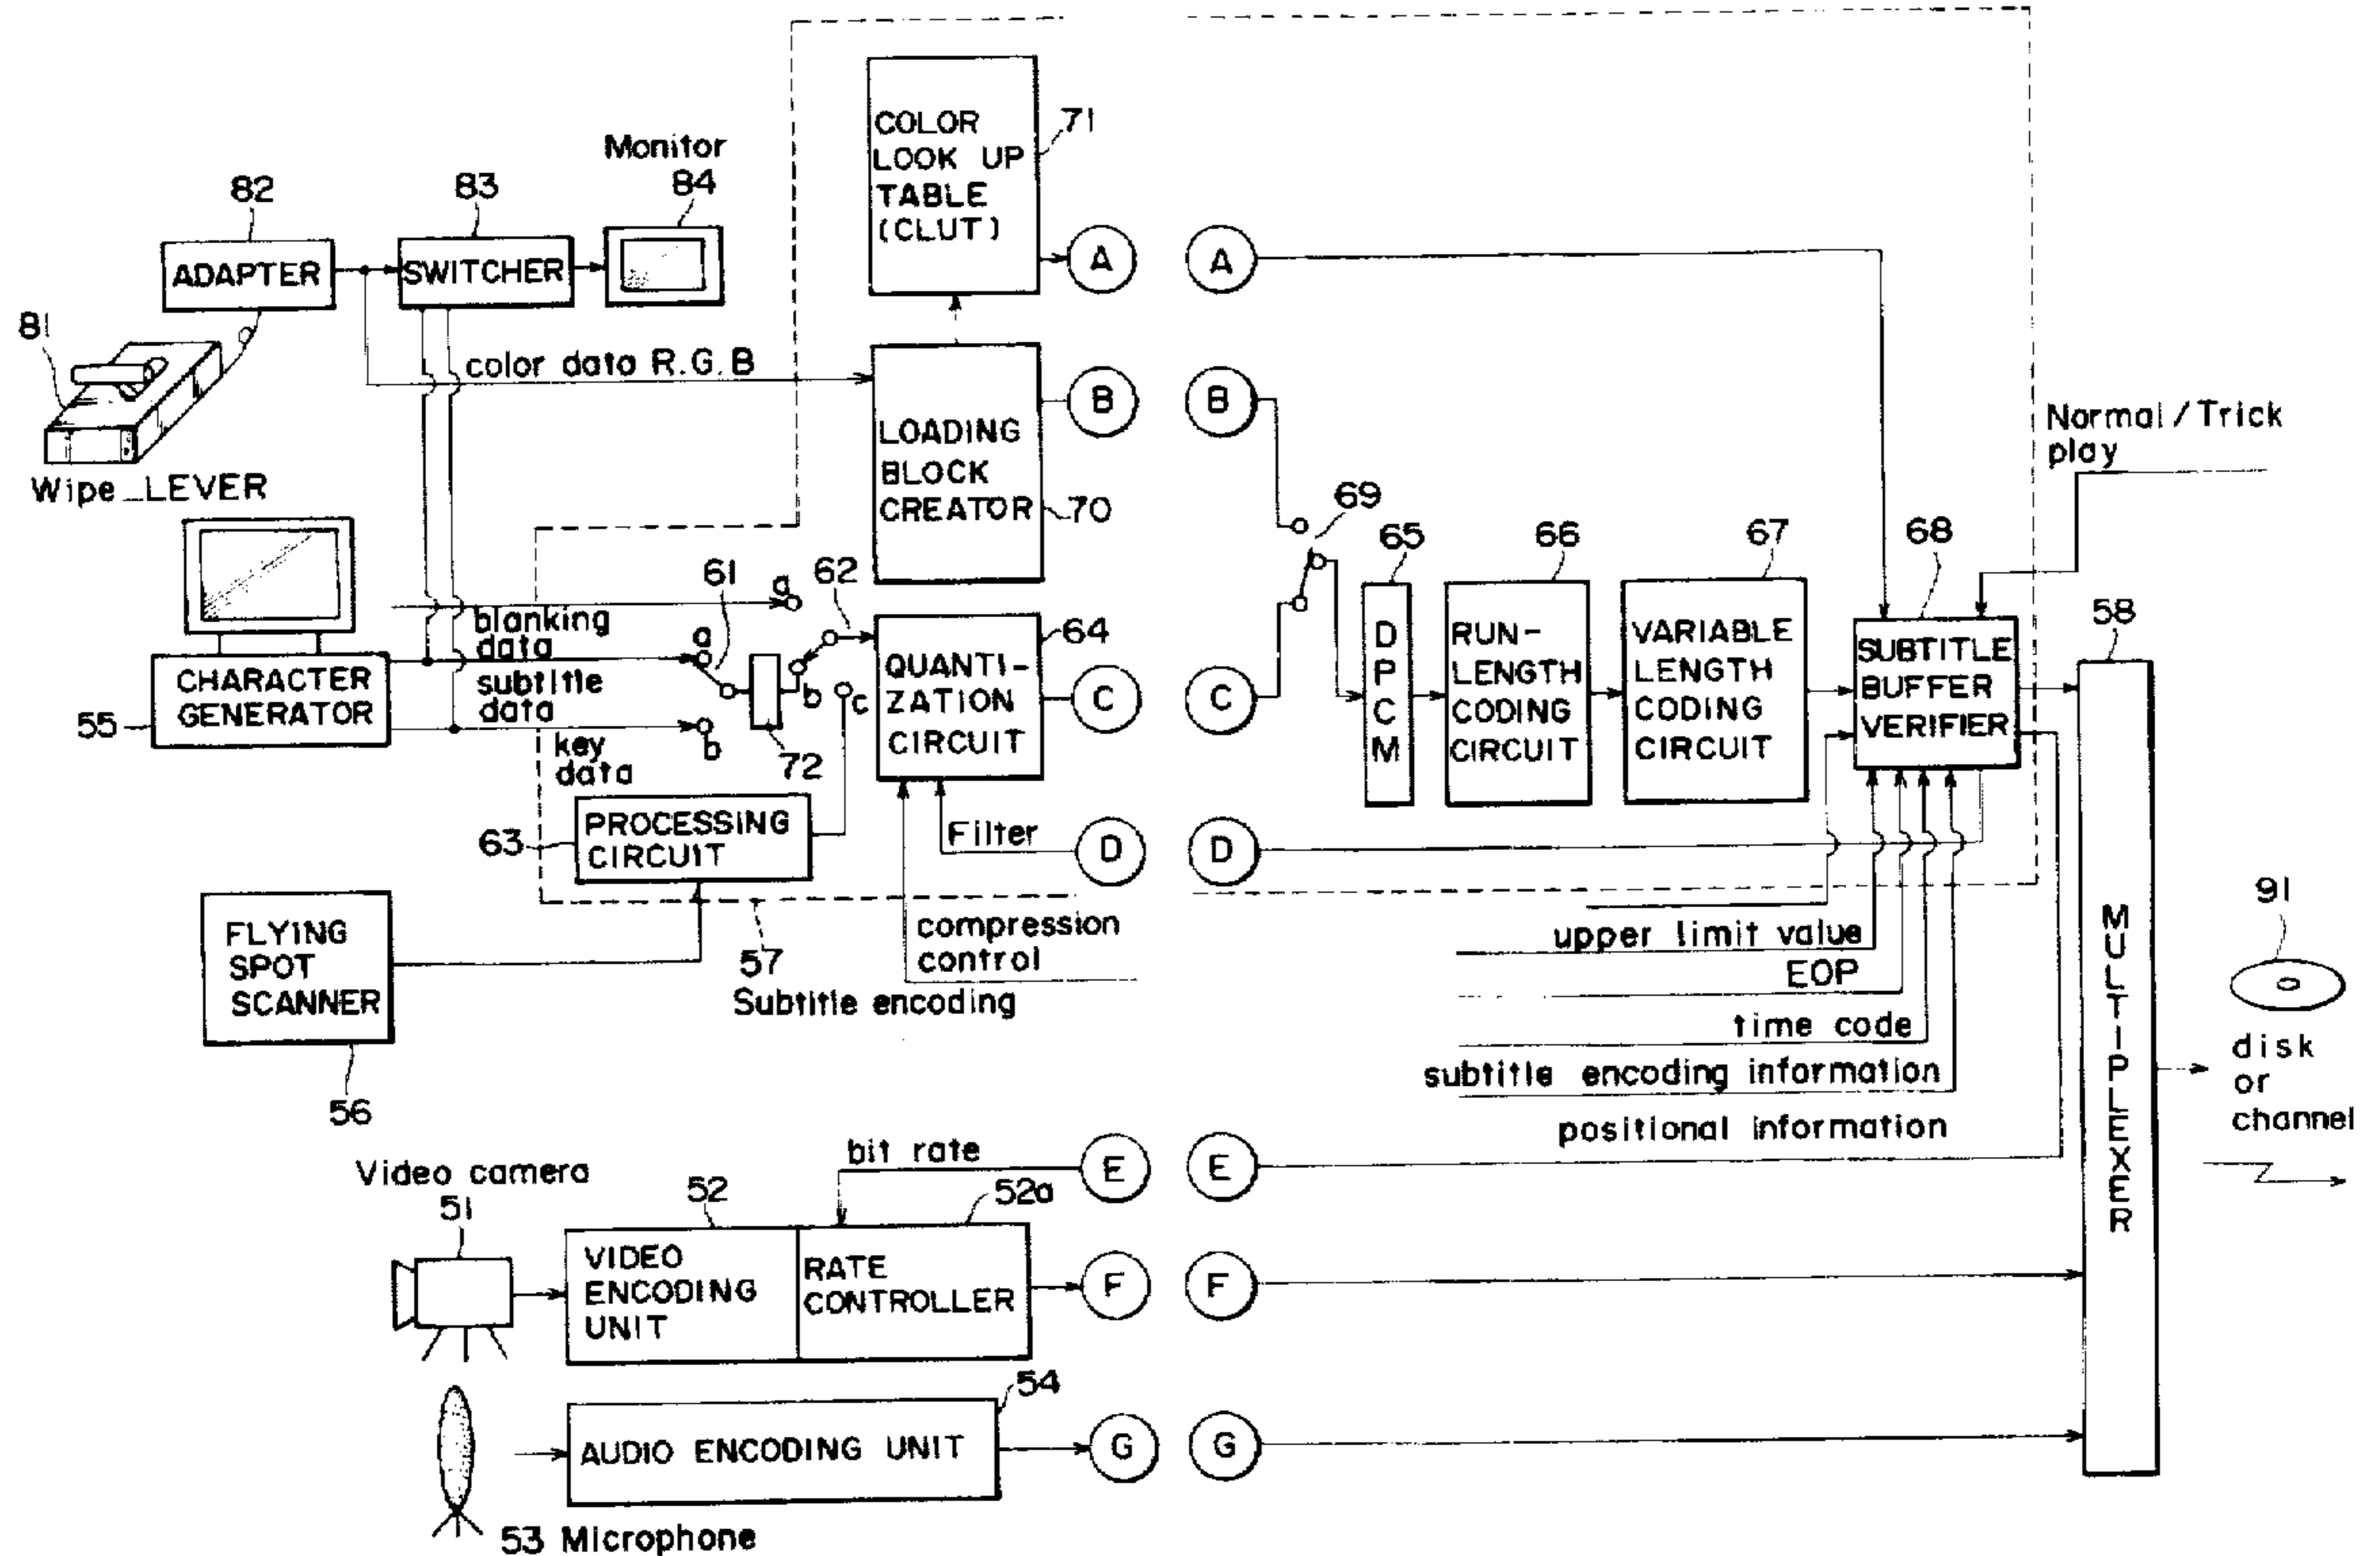 COLOR
LOOK UP
TABLE
(CLUT)
71
Monitor
84
82
83
ADAPTER
SWITCHER
A
A
81
color data R.G.B
Wipe LEVER
LOADING
BLOCK
CREATOR
70
B
B
Normal/Trick
play
69
61
a
62
65
66
67
68
58
blanking
data
a
subtitle
data
b
c
key
data
b
72
CHARACTER
GENERATOR
55
QUANTI-
ZATION
CIRCUIT
64
C
C
DPCM
RUN-
LENGTH
CODING
CIRCUIT
VARIABLE
LENGTH
CODING
CIRCUIT
SUBTITLE
BUFFER
VERIFIER
PROCESSING
CIRCUIT
63
Filter
D
D
FLYING
SPOT
SCANNER
56
57
Subtitle encoding
compression
control
upper limit value
EOP
time code
subtitle encoding information
positional information
MULTIPLEXER
91
disk
or
channel
bit rate
E
E
Video camera
51
52
52a
VIDEO
ENCODING
UNIT
RATE
CONTROLLER
F
F
54
AUDIO ENCODING UNIT
G
G
53 Microphone